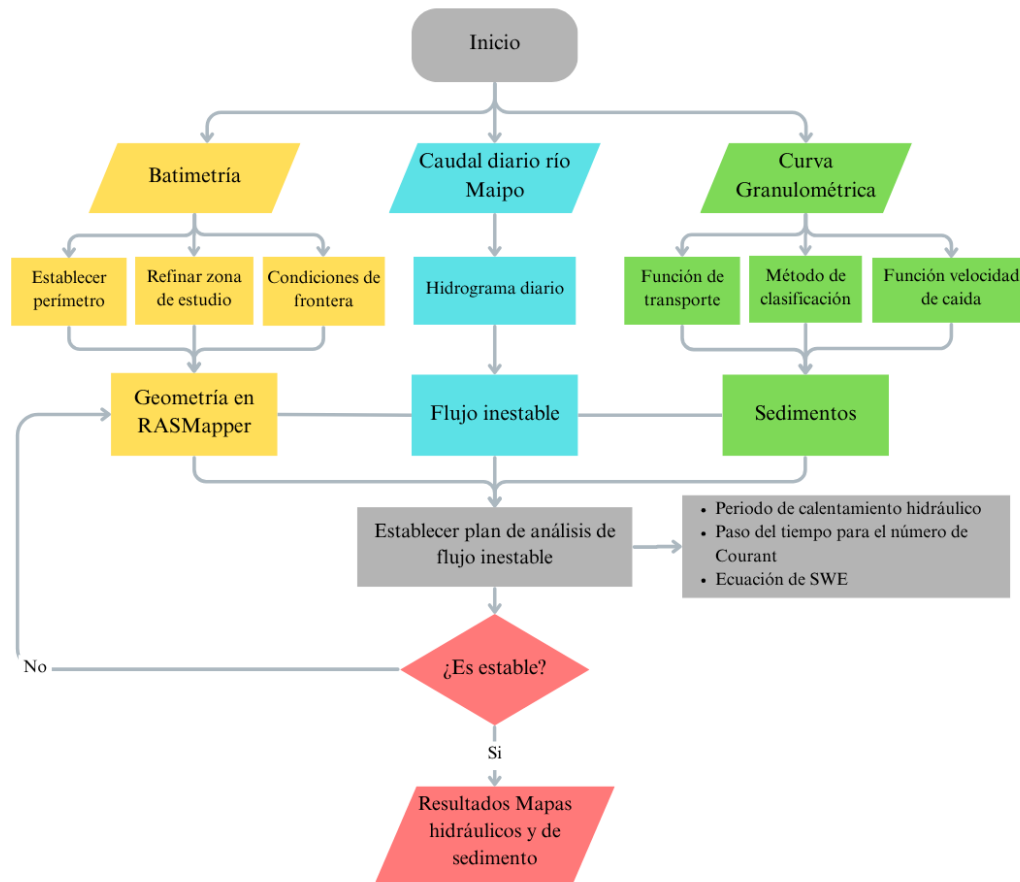 Inicio
Batimetría
Caudal diario río
Maipo
Curva
Granulométrica
Establecer
perímetro
Refinar zona
de estudio
Condiciones de
frontera
Hidrograma diario
Función de
transporte
Método de
clasificación
Función velocidad
de caida
Geometría en
RASMapper
Flujo inestable
Sedimentos
Establecer plan de análisis de
flujo inestable
• Periodo de calentamiento hidráulico
• Paso del tiempo para el número de
Courant
• Ecuación de SWE
¿Es estable?
No
Si
Resultados Mapas
hidráulicos y de
sedimento